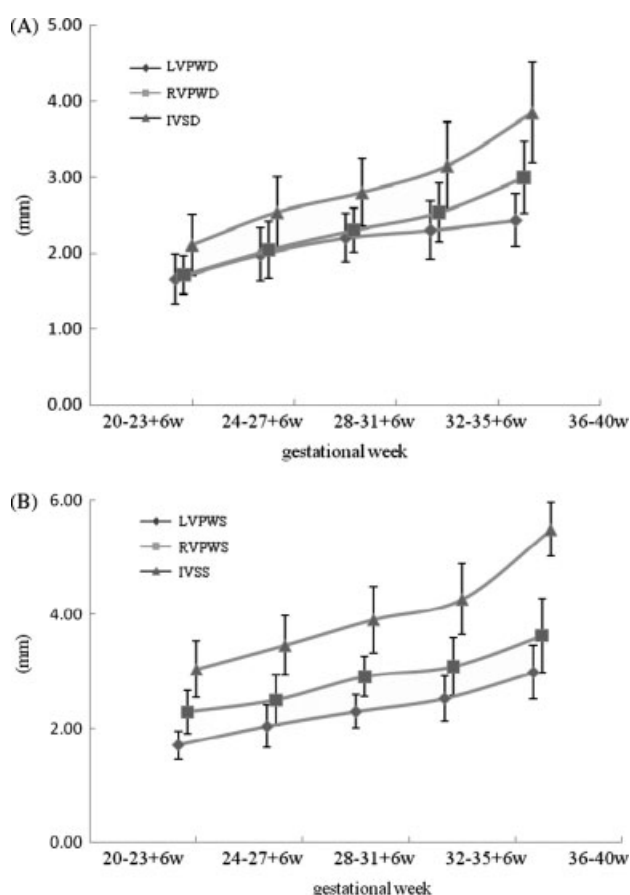 (A)
5.00
4.00
3.00
2.00
1.00
0.00
(mm)
LVPWD
RVPWD
IVSD
20-23+6w 24-27+6w 28-31+6w 32-35+6w 36-40w
gestational week
(B)
6.00
4.00
2.00
0.00
(mm)
LVPWS
RVPWS
IVSS
20-23+6w 24-27+6w 28-31+6w 32-35+6w 36-40w
gestational week